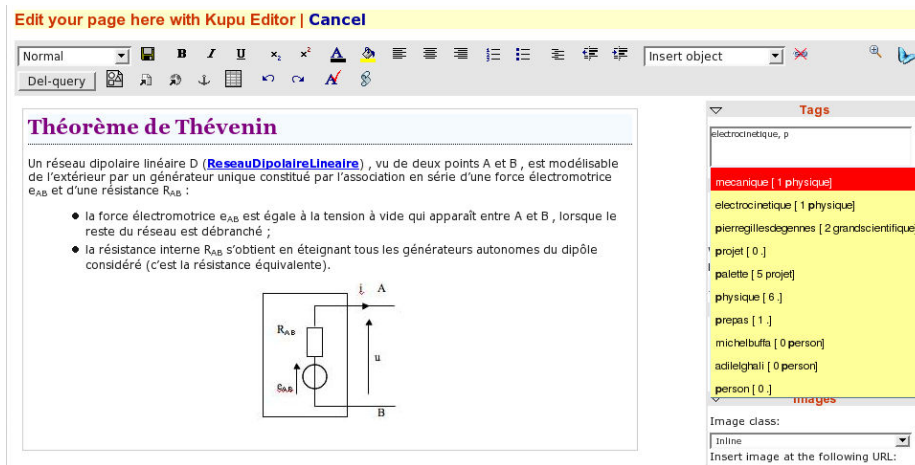 Edit your page here with Kupu Editor | Cancel
Normal B I U x₂ x² A Insert object
Del-query A
Théorème de Thévenin
Un réseau dipolaire linéaire D (ReseauDipolaireLineaire) , vu de deux points A et B , est modélisable
de l'extérieur par un générateur unique constitué par l'association en série d'une force électromotrice
eAB et d'une résistance RAB :
● la force électromotrice eAB est égale à la tension à vide qui apparaît entre A et B , lorsque le
reste du réseau est débranché ;
● la résistance interne RAB s'obtient en éteignant tous les générateurs autonomes du dipôle
considéré (c'est la résistance équivalente).
i A
RAB
u
eAB
B
Tags
electrocinetique, p
mecanique [ 1 physique]
electrocinetique [ 1 physique]
pierregillesdegennes [ 2 grandscientifique
projet [ 0 .]
palette [ 5 projet]
physique [ 6 .]
prepas [ 1 .]
michelbuffa [ 0 person]
adilelghali [ 0 person]
person [ 0 .]
Images
Image class:
Inline
Insert image at the following URL: